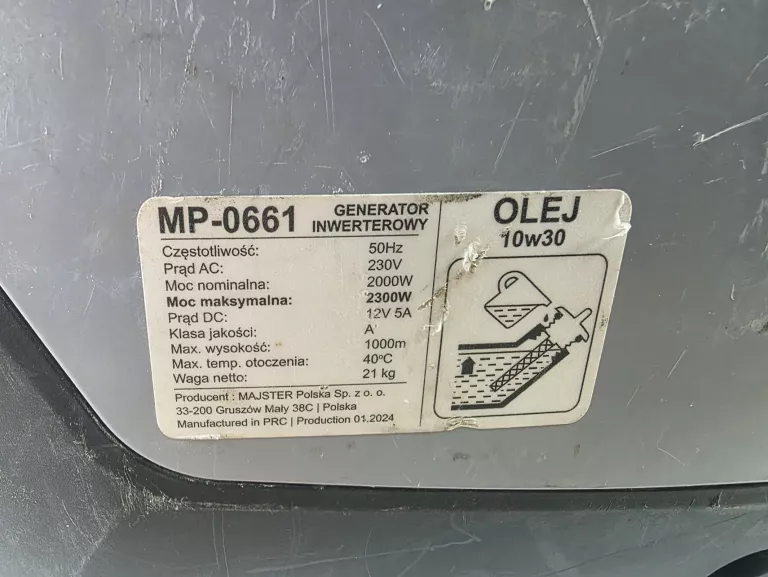 MP-0661 GENERATOR INWERTEROWY
Częstotliwość: 50Hz
Prąd AC: 230V
Moc nominalna: 2000W
Moc maksymalna: 2300W
Prąd DC: 12V 5A
Klasa jakości: A
Max. wysokość: 1000m
Max. temp. otoczenia: 40ºC
Waga netto: 21 kg
Producent : MAJSTER Polska Sp. z o. o.
33-200 Gruszów Mały 38C | Polska
Manufactured in PRC | Production 01.2024
OLEJ
10w30